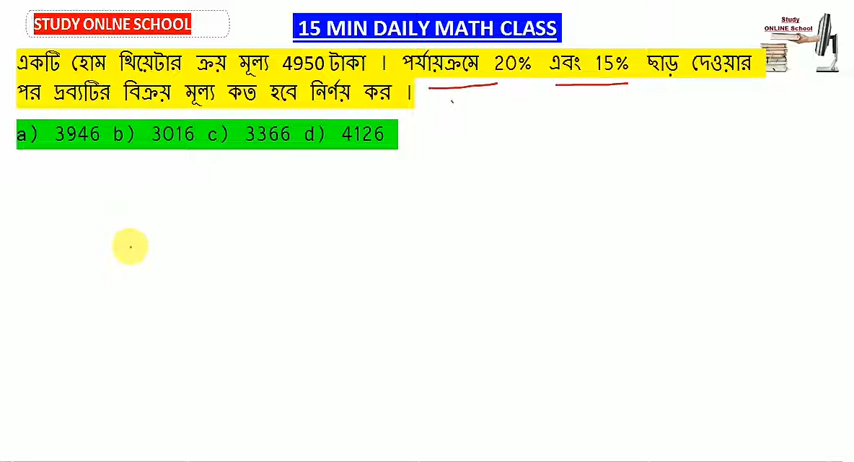 STUDY ONLNE SCHOOL
15 MIN DAILY MATH CLASS
Study
ONLINE School
একটি হোম থিয়েটার ক্রয় মূল্য 4950 টাকা । পর্যায়ক্রমে 20% এবং 15% ছাড় দেওয়ার
পর দ্রব্যটির বিক্রয় মূল্য কত হবে নির্ণয় কর ।
a) 3946 b) 3016 c) 3366 d) 4126